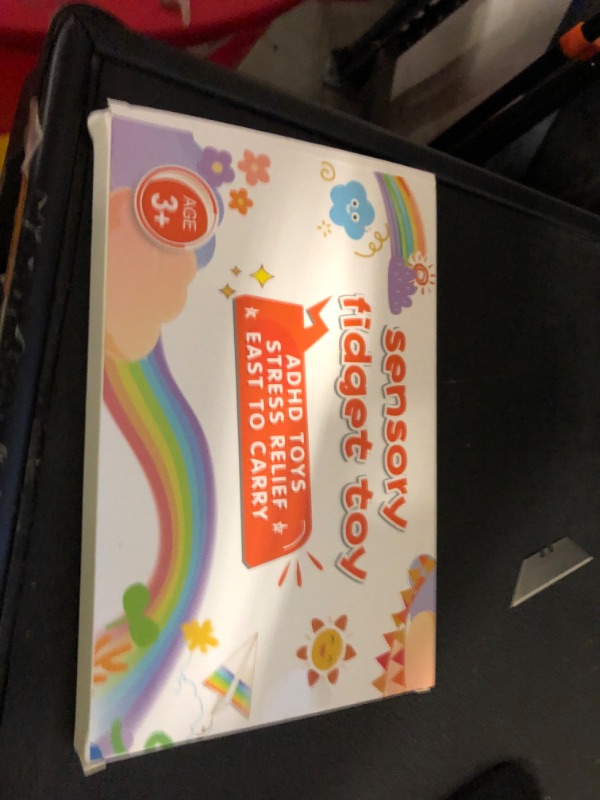 sensory
fidget toy
ADHD TOYS
STRESS RELIEF
EAST TO CARRY
AGE
3+